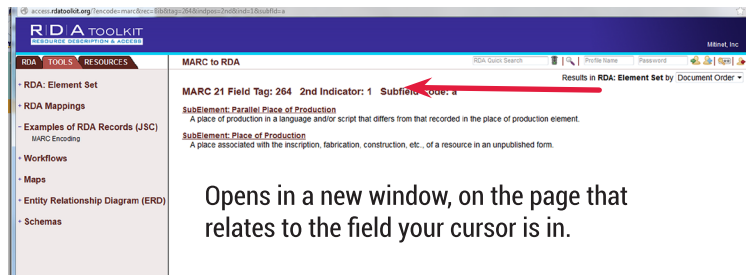 access.rdatoolkit.org/?encode=marc&rec=Bib&tag=264&indpos=2nd&ind=1&subfld=a
R|D|A TOOLKIT
RESOURCE DESCRIPTION & ACCESS
Millnet, Inc
RDA TOOLS RESOURCES
MARC to RDA
RDA Quick Search
Profile Name
Password
Results in RDA: Element Set by Document Order
RDA: Element Set
RDA Mappings
Examples of RDA Records (JSC)
MARC Encoding
Workflows
Maps
Entity Relationship Diagram (ERD)
Schemas
MARC 21 Field Tag: 264 2nd Indicator: 1 Subfield Code: a
SubElement: Parallel Place of Production
A place of production in a language and/or script that differs from that recorded in the place of production element.
SubElement: Place of Production
A place associated with the inscription, fabrication, construction, etc., of a resource in an unpublished form.
Opens in a new window, on the page that
relates to the field your cursor is in.